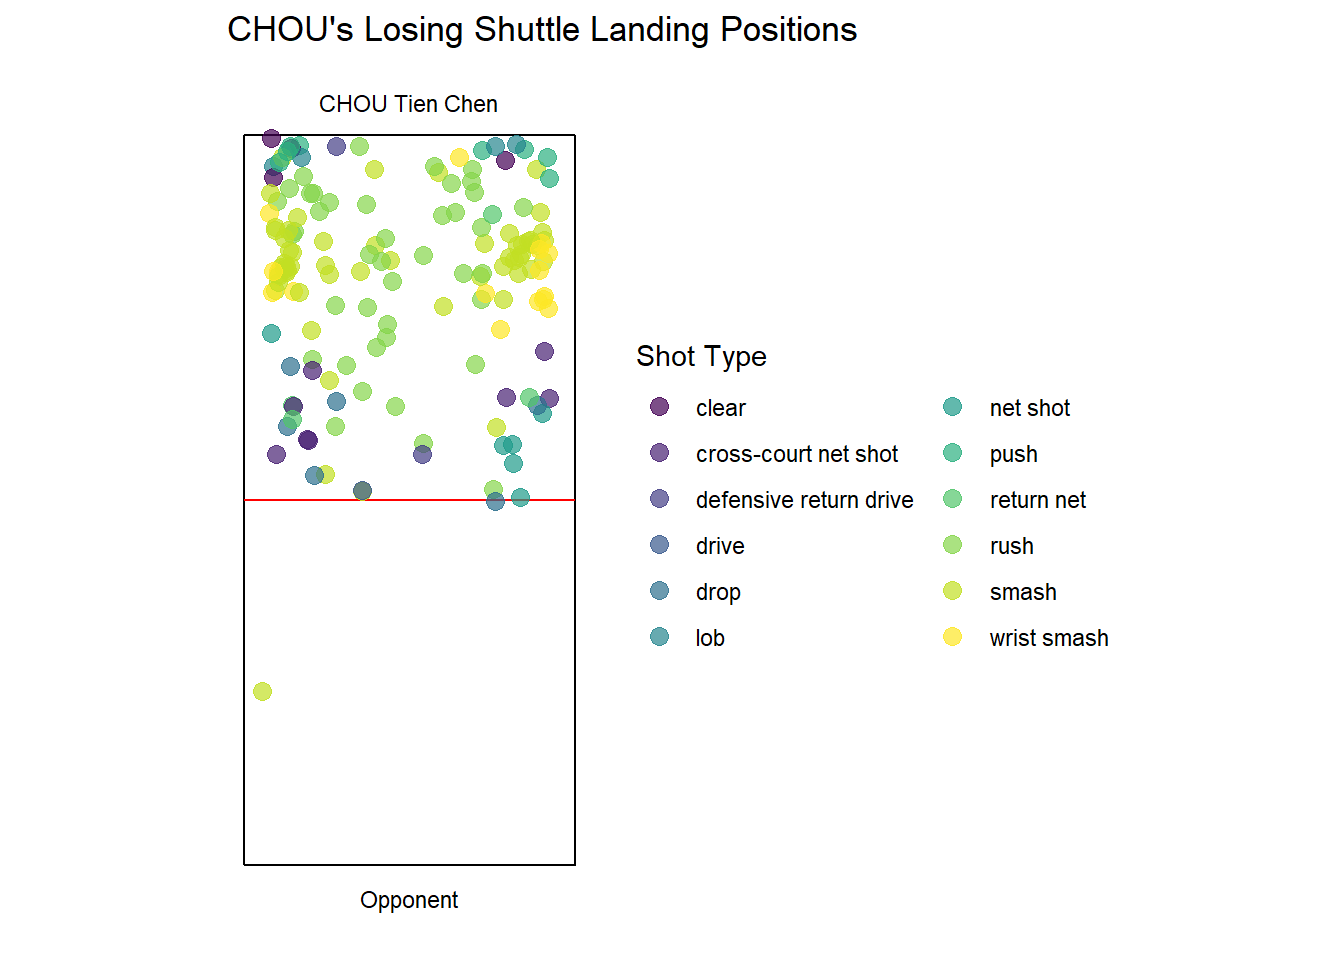 CHOU's Losing Shuttle Landing Positions
CHOU Tien Chen
Shot Type
clear
cross-court net shot
defensive return drive
drive
drop
lob
net shot
push
return net
rush
smash
wrist smash
Opponent